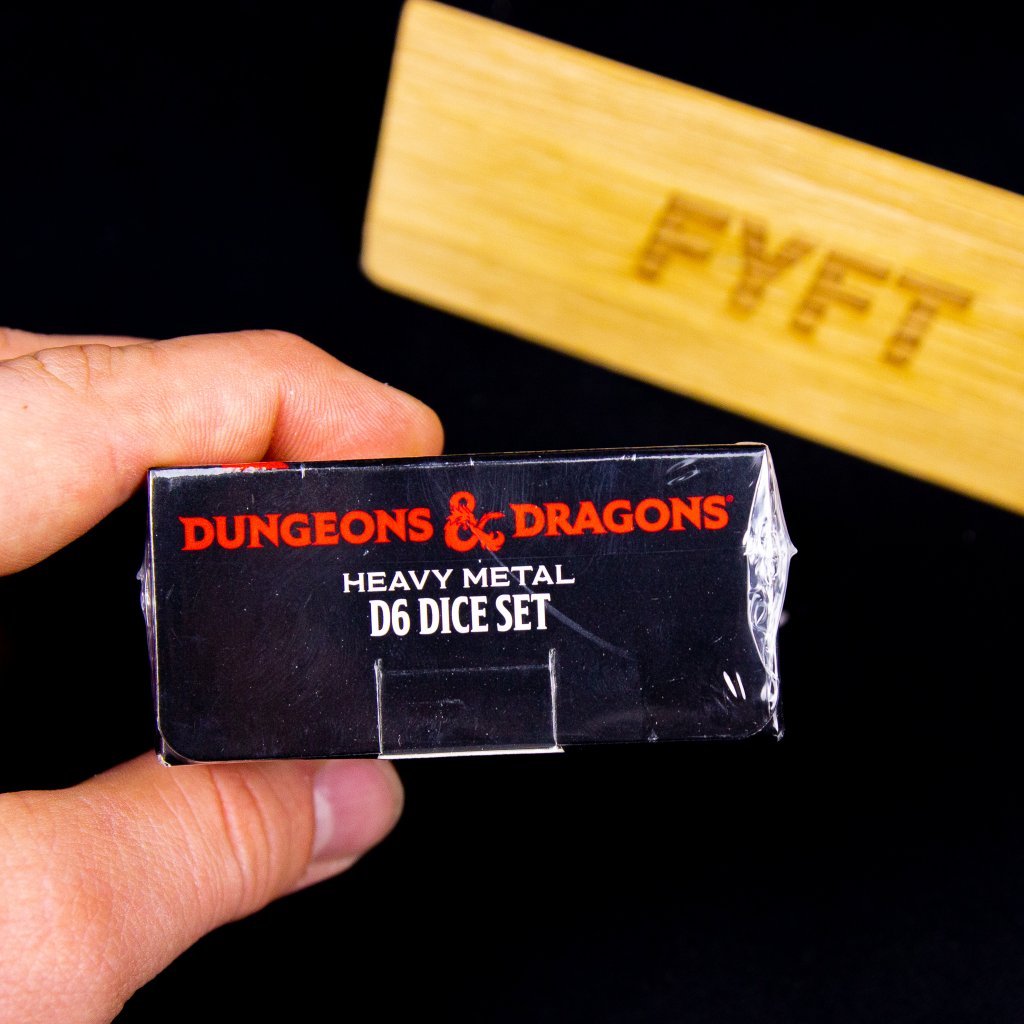 FYFT
DUNGEONS & DRAGONS
HEAVY METAL
D6 DICE SET